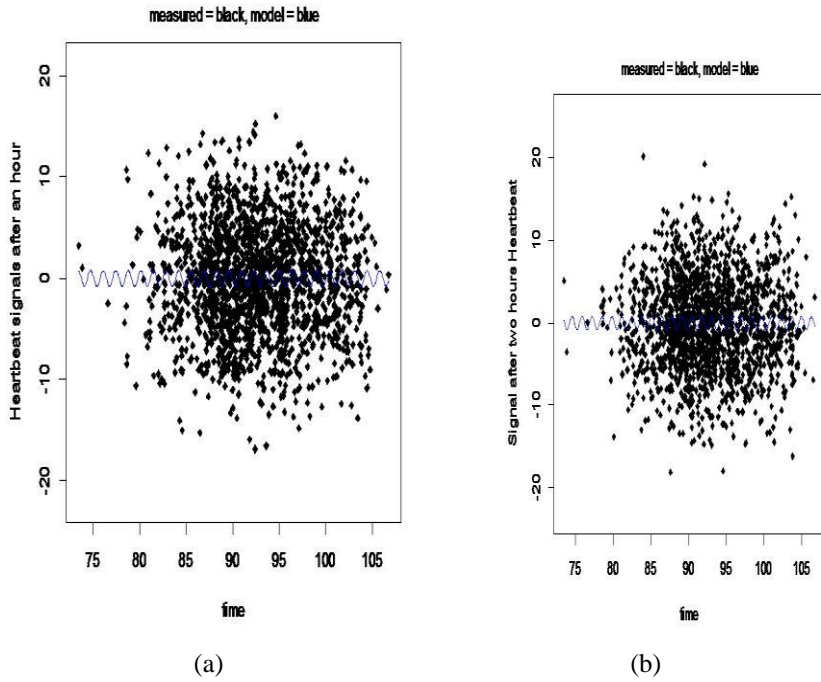 measured = black, model = blue
Heartbeat signals after an hour
20
10
0
-10
-20
75 80 85 90 95 100 105
time
(a)
measured = black, model = blue
Signal after two hours Heartbeat
20
10
0
-10
-20
75 80 85 90 95 100 105
time
(b)